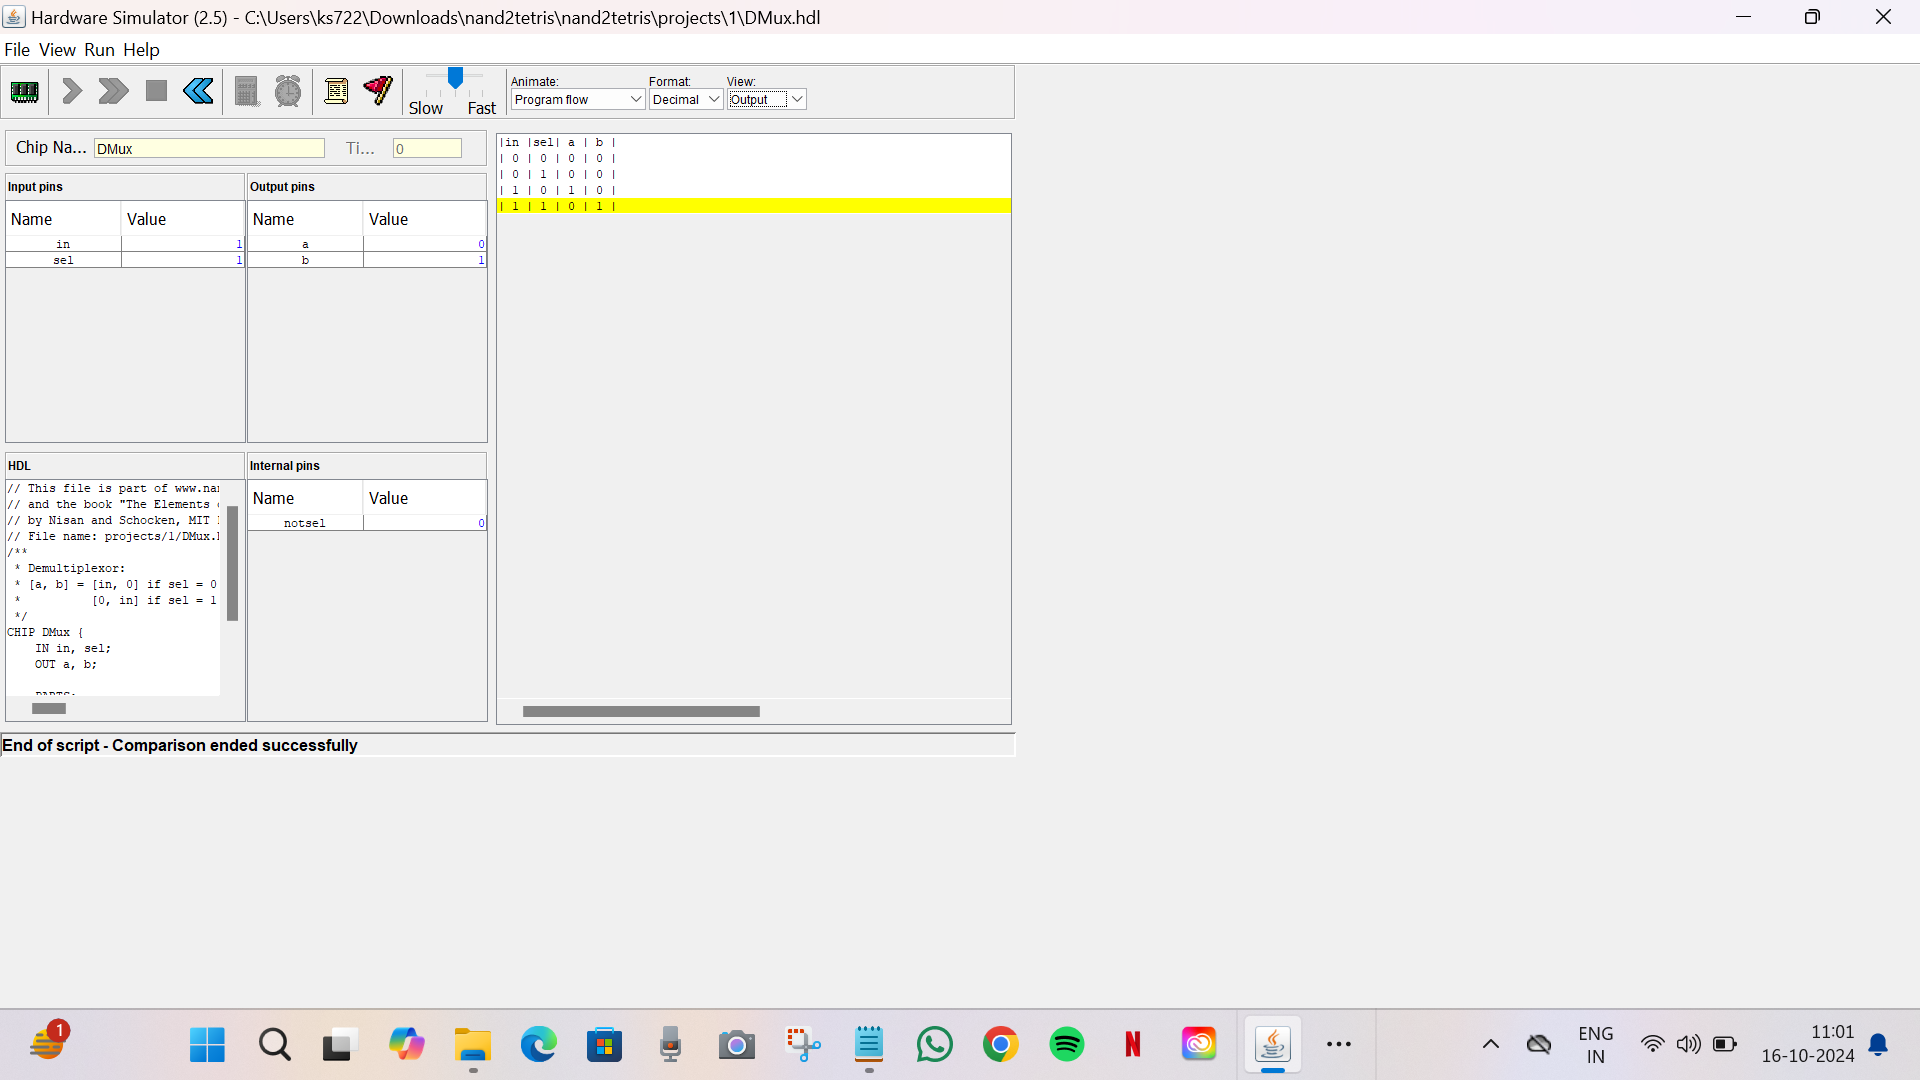 Hardware Simulator (2.5) - C:\Users\ks722\Downloads\nand2tetris\nand2tetris\projects\1\DMux.hdl
File View Run Help
Animate: Format: View:
Program flow Decimal Output
Slow Fast
Chip Na... DMux Ti... 0
Input pins Output pins
Name Value Name Value
in 1 a 0
sel 1 b 1
|in |sel| a | b |
| 0 | 0 | 0 | 0 |
| 0 | 1 | 0 | 0 |
| 1 | 0 | 1 | 0 |
| 1 | 1 | 0 | 1 |
HDL
// This file is part of www.nan
// and the book "The Elements
// by Nisan and Schocken, MIT
// File name: projects/1/DMux.
/**
* Demultiplexor:
* [a, b] = [in, 0] if sel = 0
* [0, in] if sel = 1
*/
CHIP DMux {
IN in, sel;
OUT a, b;
PARTS:
Internal pins
Name Value
notsel 0
End of script - Comparison ended successfully
1
N
ENG
IN
11:01
16-10-2024